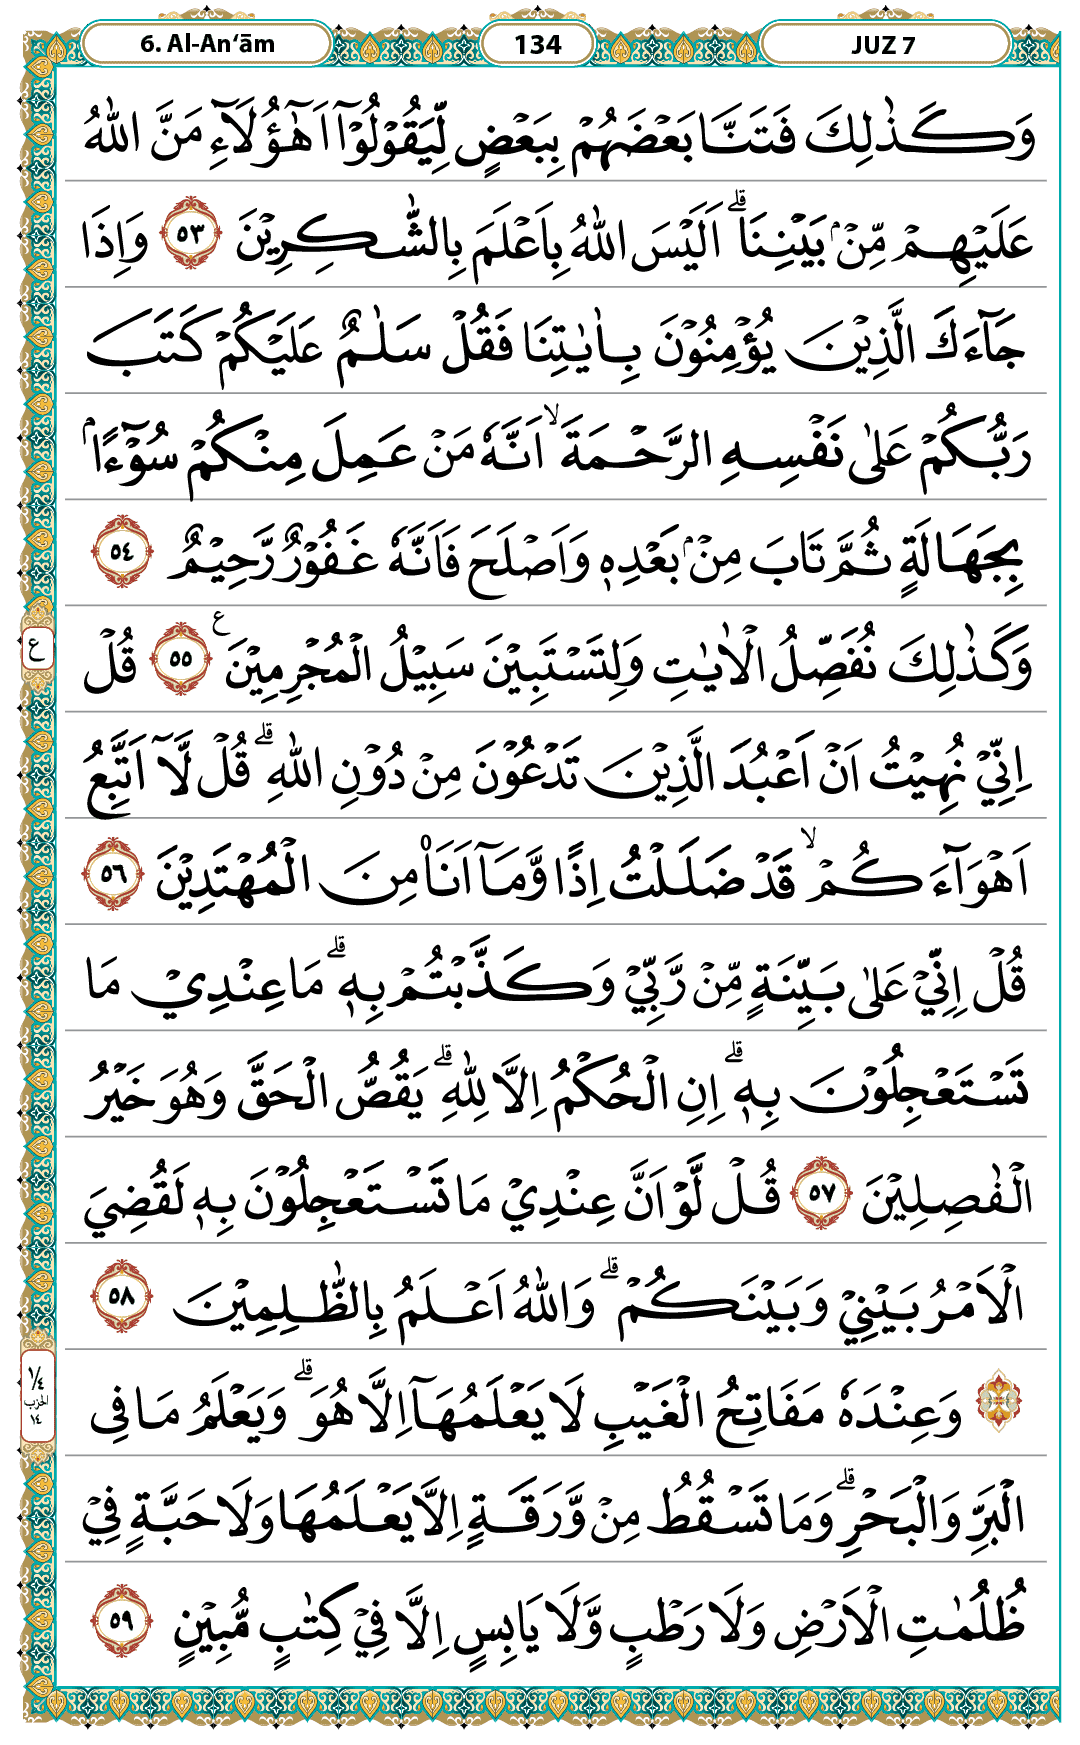 6. Al-An‘ām
134
JUZ 7
وَكَذٰلِكَ فَتَنَّا بَعْضَهُمْ بِبَعْضٍ لِّيَقُوْلُوْٓا اَهٰٓؤُلَآءِ مَنَّ اللّٰهُ
عَلَيْهِمْ مِّنْۢ بَيْنِنَا ۗ اَلَيْسَ اللّٰهُ بِاَعْلَمَ بِالشّٰكِرِيْنَ ٥٣ وَاِذَا
جَآءَكَ الَّذِيْنَ يُؤْمِنُوْنَ بِاٰيٰتِنَا فَقُلْ سَلٰمٌ عَلَيْكُمْ كَتَبَ
رَبُّكُمْ عَلٰى نَفْسِهِ الرَّحْمَةَ ۙ اَنَّهٗ مَنْ عَمِلَ مِنْكُمْ سُوْٓءًاۢ
بِجَهَالَةٍ ثُمَّ تَابَ مِنْۢ بَعْدِهٖ وَاَصْلَحَ فَاَنَّهٗ غَفُوْرٌ رَّحِيْمٌ ٥٤
وَكَذٰلِكَ نُفَصِّلُ الْاٰيٰتِ وَلِتَسْتَبِيْنَ سَبِيْلُ الْمُجْرِمِيْنَ ع ٥٥ قُلْ
ع
اِنِّيْ نُهِيْتُ اَنْ اَعْبُدَ الَّذِيْنَ تَدْعُوْنَ مِنْ دُوْنِ اللّٰهِ ۗ قُلْ لَّآ اَتَّبِعُ
اَهْوَآءَكُمْ ۙ قَدْ ضَلَلْتُ اِذًا وَّمَآ اَنَا۠ مِنَ الْمُهْتَدِيْنَ ٥٦
قُلْ اِنِّيْ عَلٰى بَيِّنَةٍ مِّنْ رَّبِّيْ وَكَذَّبْتُمْ بِهٖ ۗ مَا عِنْدِيْ مَا
تَسْتَعْجِلُوْنَ بِهٖ ۗ اِنِ الْحُكْمُ اِلَّا لِلّٰهِ ۗ يَقُصُّ الْحَقَّ وَهُوَ خَيْرُ
الْفٰصِلِيْنَ ٥٧ قُلْ لَّوْ اَنَّ عِنْدِيْ مَا تَسْتَعْجِلُوْنَ بِهٖ لَقُضِيَ
الْاَمْرُ بَيْنِيْ وَبَيْنَكُمْ ۗ وَاللّٰهُ اَعْلَمُ بِالظّٰلِمِيْنَ ٥٨
وَعِنْدَهٗ مَفَاتِحُ الْغَيْبِ لَا يَعْلَمُهَآ اِلَّا هُوَ ۗ وَيَعْلَمُ مَا فِى
١/٤
الحزب
١٤
الْبَرِّ وَالْبَحْرِ ۗ وَمَا تَسْقُطُ مِنْ وَّرَقَةٍ اِلَّا يَعْلَمُهَا وَلَا حَبَّةٍ فِيْ
ظُلُمٰتِ الْاَرْضِ وَلَا رَطْبٍ وَّلَا يَابِسٍ اِلَّا فِيْ كِتٰبٍ مُّبِيْنٍ ٥٩